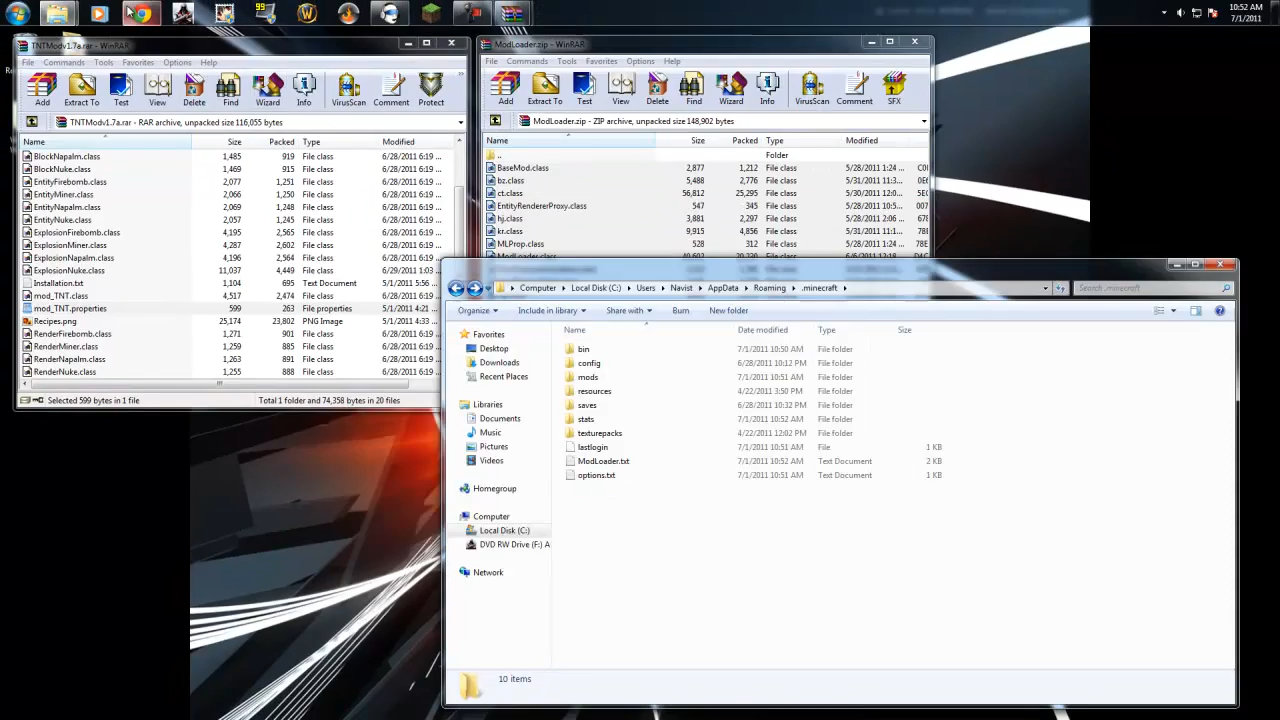 10:52 AM
7/1/2011
TNTModv1.7a.rar - WinRAR
File Commands Tools Favorites Options Help
Add Extract To Test View Delete Find Wizard Info VirusScan Comment Protect
TNTModv1.7a.rar - RAR archive, unpacked size 116,055 bytes
Name Size Packed Type Modified
BlockNapalm.class 1,485 919 File class 6/28/2011 6:19 ...
BlockNuke.class 1,469 915 File class 6/28/2011 6:19 ...
EntityFirebomb.class 2,077 1,251 File class 6/28/2011 6:19 ...
EntityMiner.class 2,066 1,250 File class 6/28/2011 6:19 ...
EntityNapalm.class 2,069 1,248 File class 6/28/2011 6:19 ...
EntityNuke.class 2,057 1,245 File class 6/28/2011 6:19 ...
ExplosionFirebomb.class 4,195 2,565 File class 6/28/2011 6:19 ...
ExplosionMiner.class 4,287 2,602 File class 6/28/2011 6:19 ...
ExplosionNapalm.class 4,196 2,564 File class 6/28/2011 6:19 ...
ExplosionNuke.class 11,037 4,449 File class 6/29/2011 1:03 ...
Installation.txt 1,104 695 Text Document 5/1/2011 5:56 ...
mod_TNT.class 4,517 2,474 File class 6/28/2011 6:19 ...
mod_TNT.properties 599 263 File properties 5/1/2011 4:21 ...
Recipes.png 25,174 23,802 PNG Image 5/1/2011 4:33 ...
RenderFirebomb.class 1,271 901 File class 6/28/2011 6:19 ...
RenderMiner.class 1,259 885 File class 6/28/2011 6:19 ...
RenderNapalm.class 1,263 891 File class 6/28/2011 6:19 ...
RenderNuke.class 1,255 888 File class 6/28/2011 6:19 ...
Selected 599 bytes in 1 file Total 1 folder and 74,358 bytes in 20 files
ModLoader.zip - WinRAR
File Commands Tools Favorites Options Help
Add Extract To Test View Delete Find Wizard Info VirusScan Comment SFX
ModLoader.zip - ZIP archive, unpacked size 148,902 bytes
Name Size Packed Type Modified
.. Folder
BaseMod.class 2,877 1,212 File class 5/28/2011 1:24 ...
bz.class 5,488 2,776 File class 5/31/2011 11:3...
ct.class 56,812 25,295 File class 5/30/2011 12:0...
EntityRendererProxy.class 547 345 File class 5/28/2011 10:5...
hj.class 3,881 2,297 File class 5/28/2011 2:06 ...
kr.class 9,915 4,856 File class 5/31/2011 11:1...
MLProp.class 528 312 File class 5/28/2011 2:06 ...
Computer Local Disk (C:) Users Navist AppData Roaming .minecraft
Search .minecraft
Organize Include in library Share with Burn New folder
Name Date modified Type Size
bin 7/1/2011 10:50 AM File folder
config 6/28/2011 10:12 PM File folder
mods 7/1/2011 10:51 AM File folder
resources 4/22/2011 3:50 PM File folder
saves 6/28/2011 10:32 PM File folder
stats 7/1/2011 10:52 AM File folder
texturepacks 4/22/2011 12:02 PM File folder
lastlogin 7/1/2011 10:51 AM File 1 KB
ModLoader.txt 7/1/2011 10:52 AM Text Document 2 KB
options.txt 7/1/2011 10:51 AM Text Document 1 KB
Favorites
Desktop
Downloads
Recent Places
Libraries
Documents
Music
Pictures
Videos
Homegroup
Computer
Local Disk (C:)
DVD RW Drive (F:) A
Network
10 items